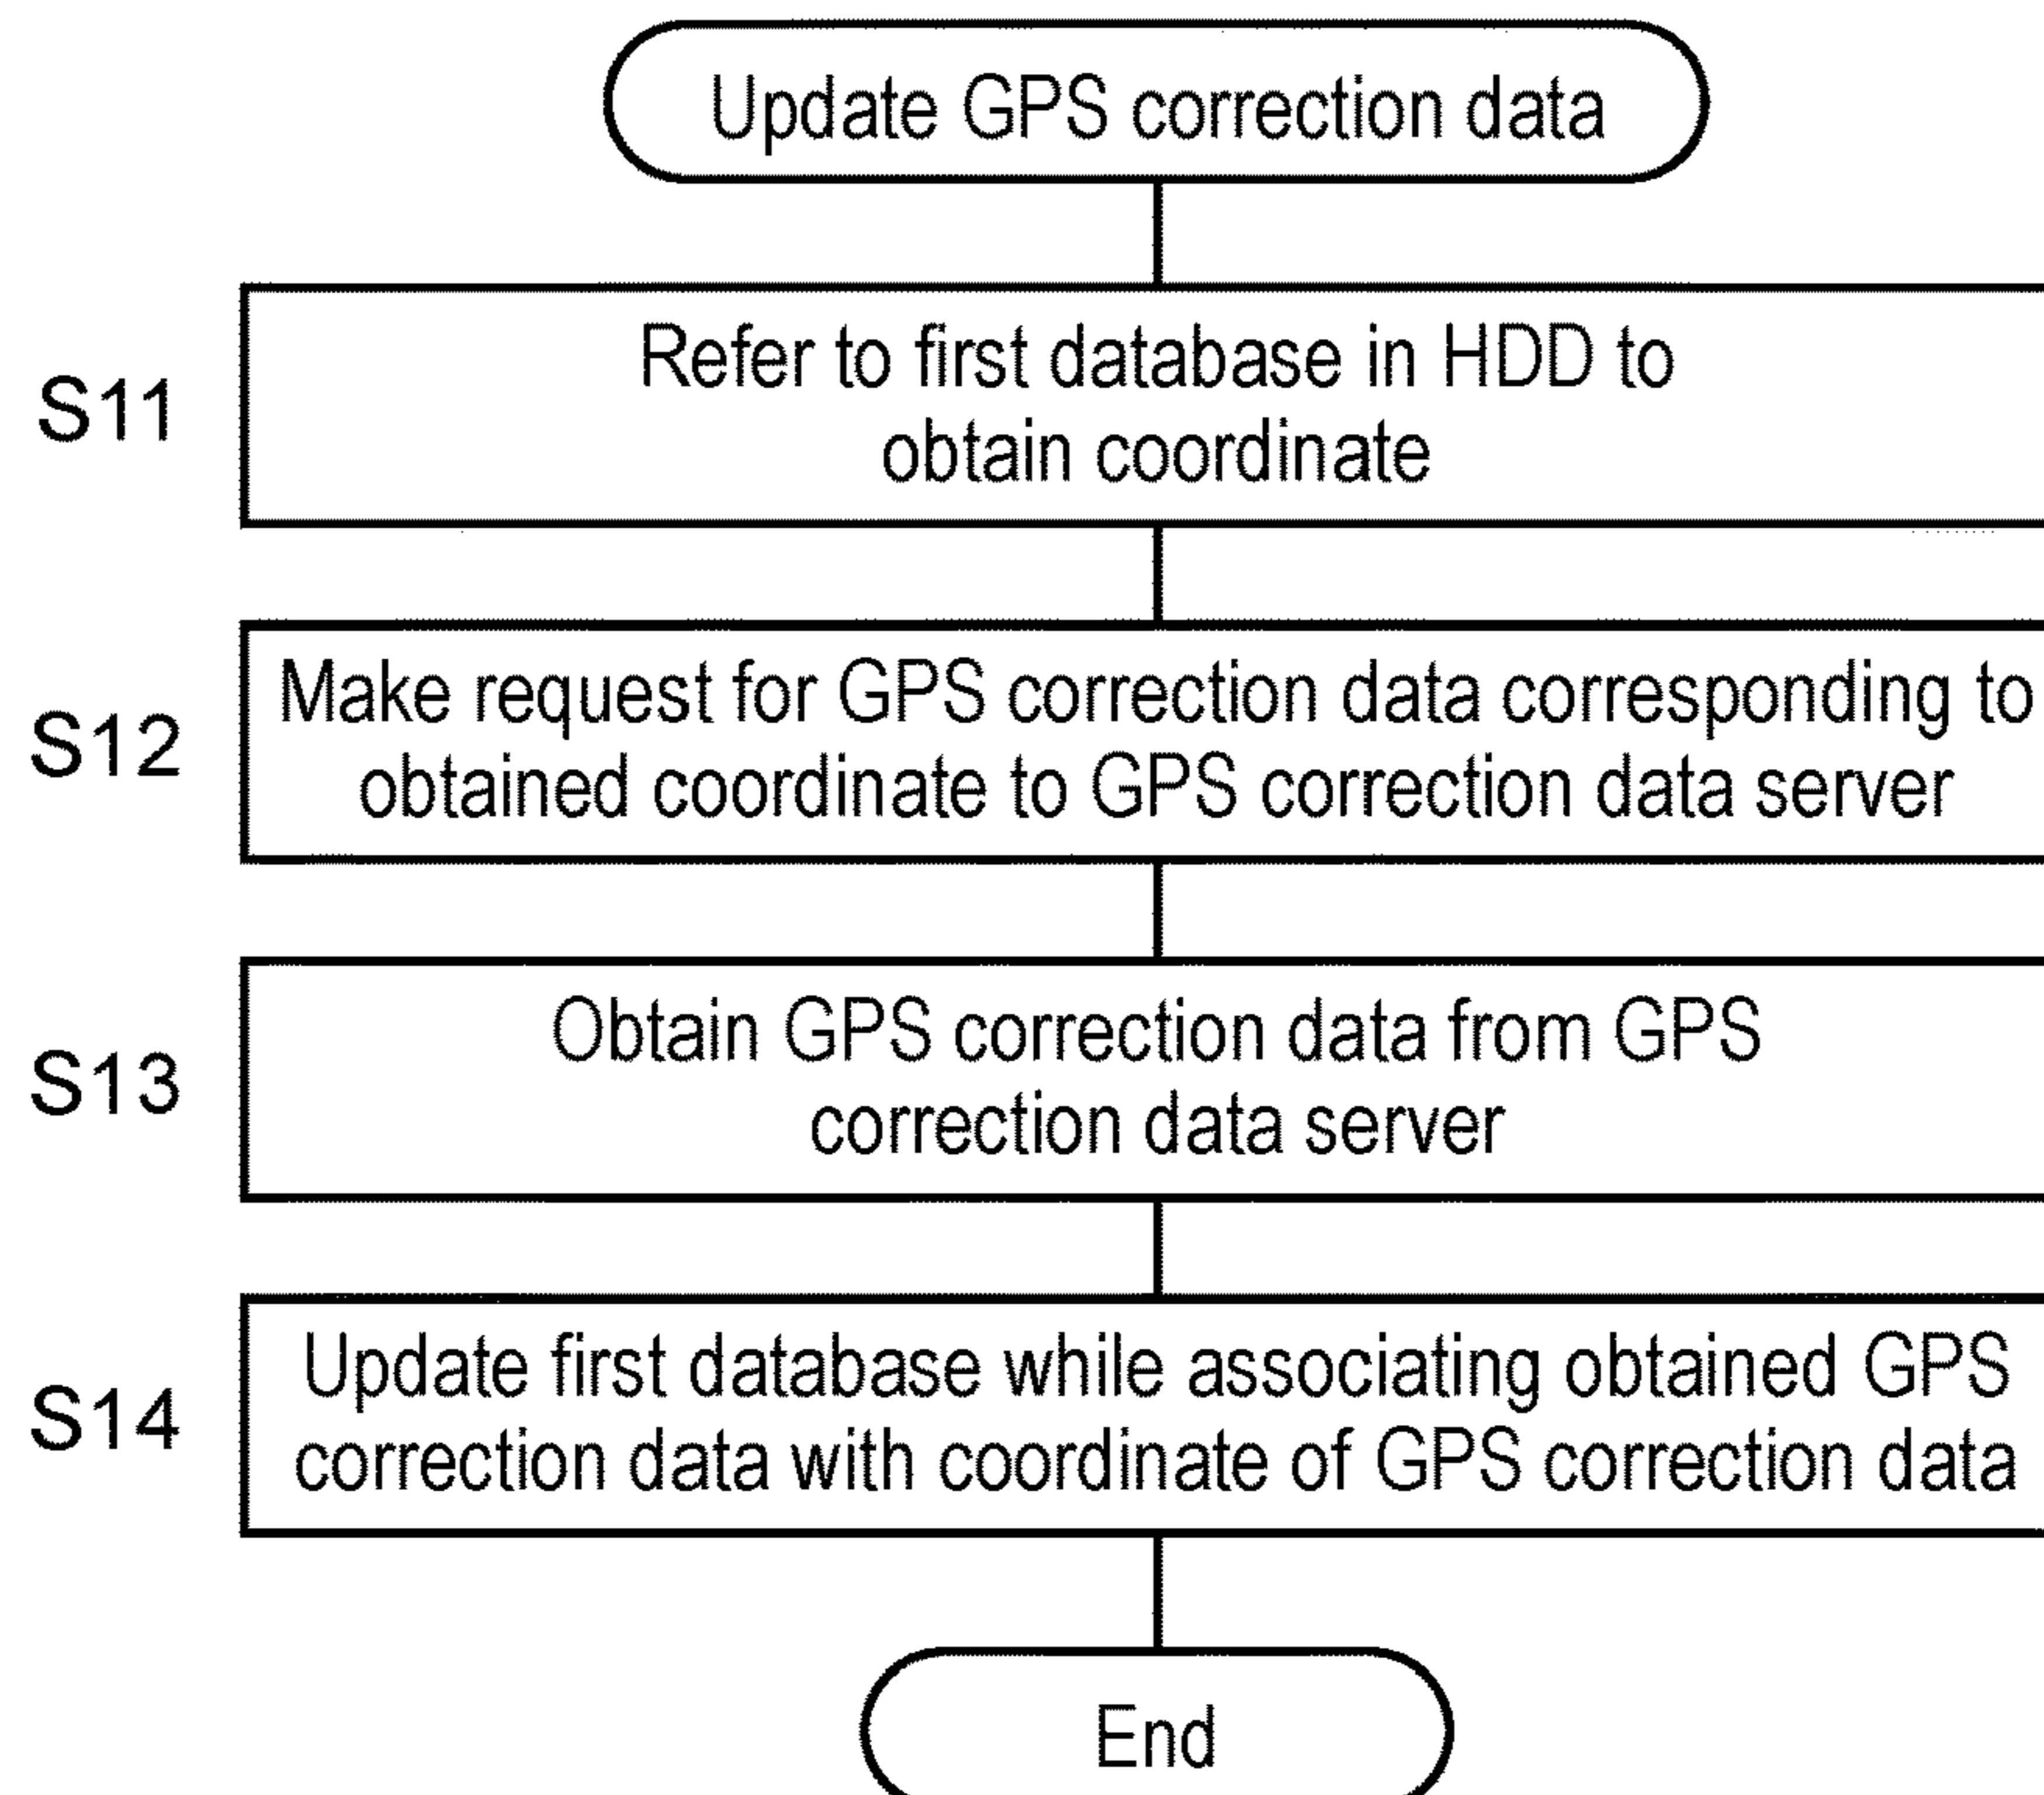 Update GPS correction data
S11
Refer to first database in HDD to
obtain coordinate
S12
Make request for GPS correction data corresponding to
obtained coordinate to GPS correction data server
S13
Obtain GPS correction data from GPS
correction data server
S14
Update first database while associating obtained GPS
correction data with coordinate of GPS correction data
End